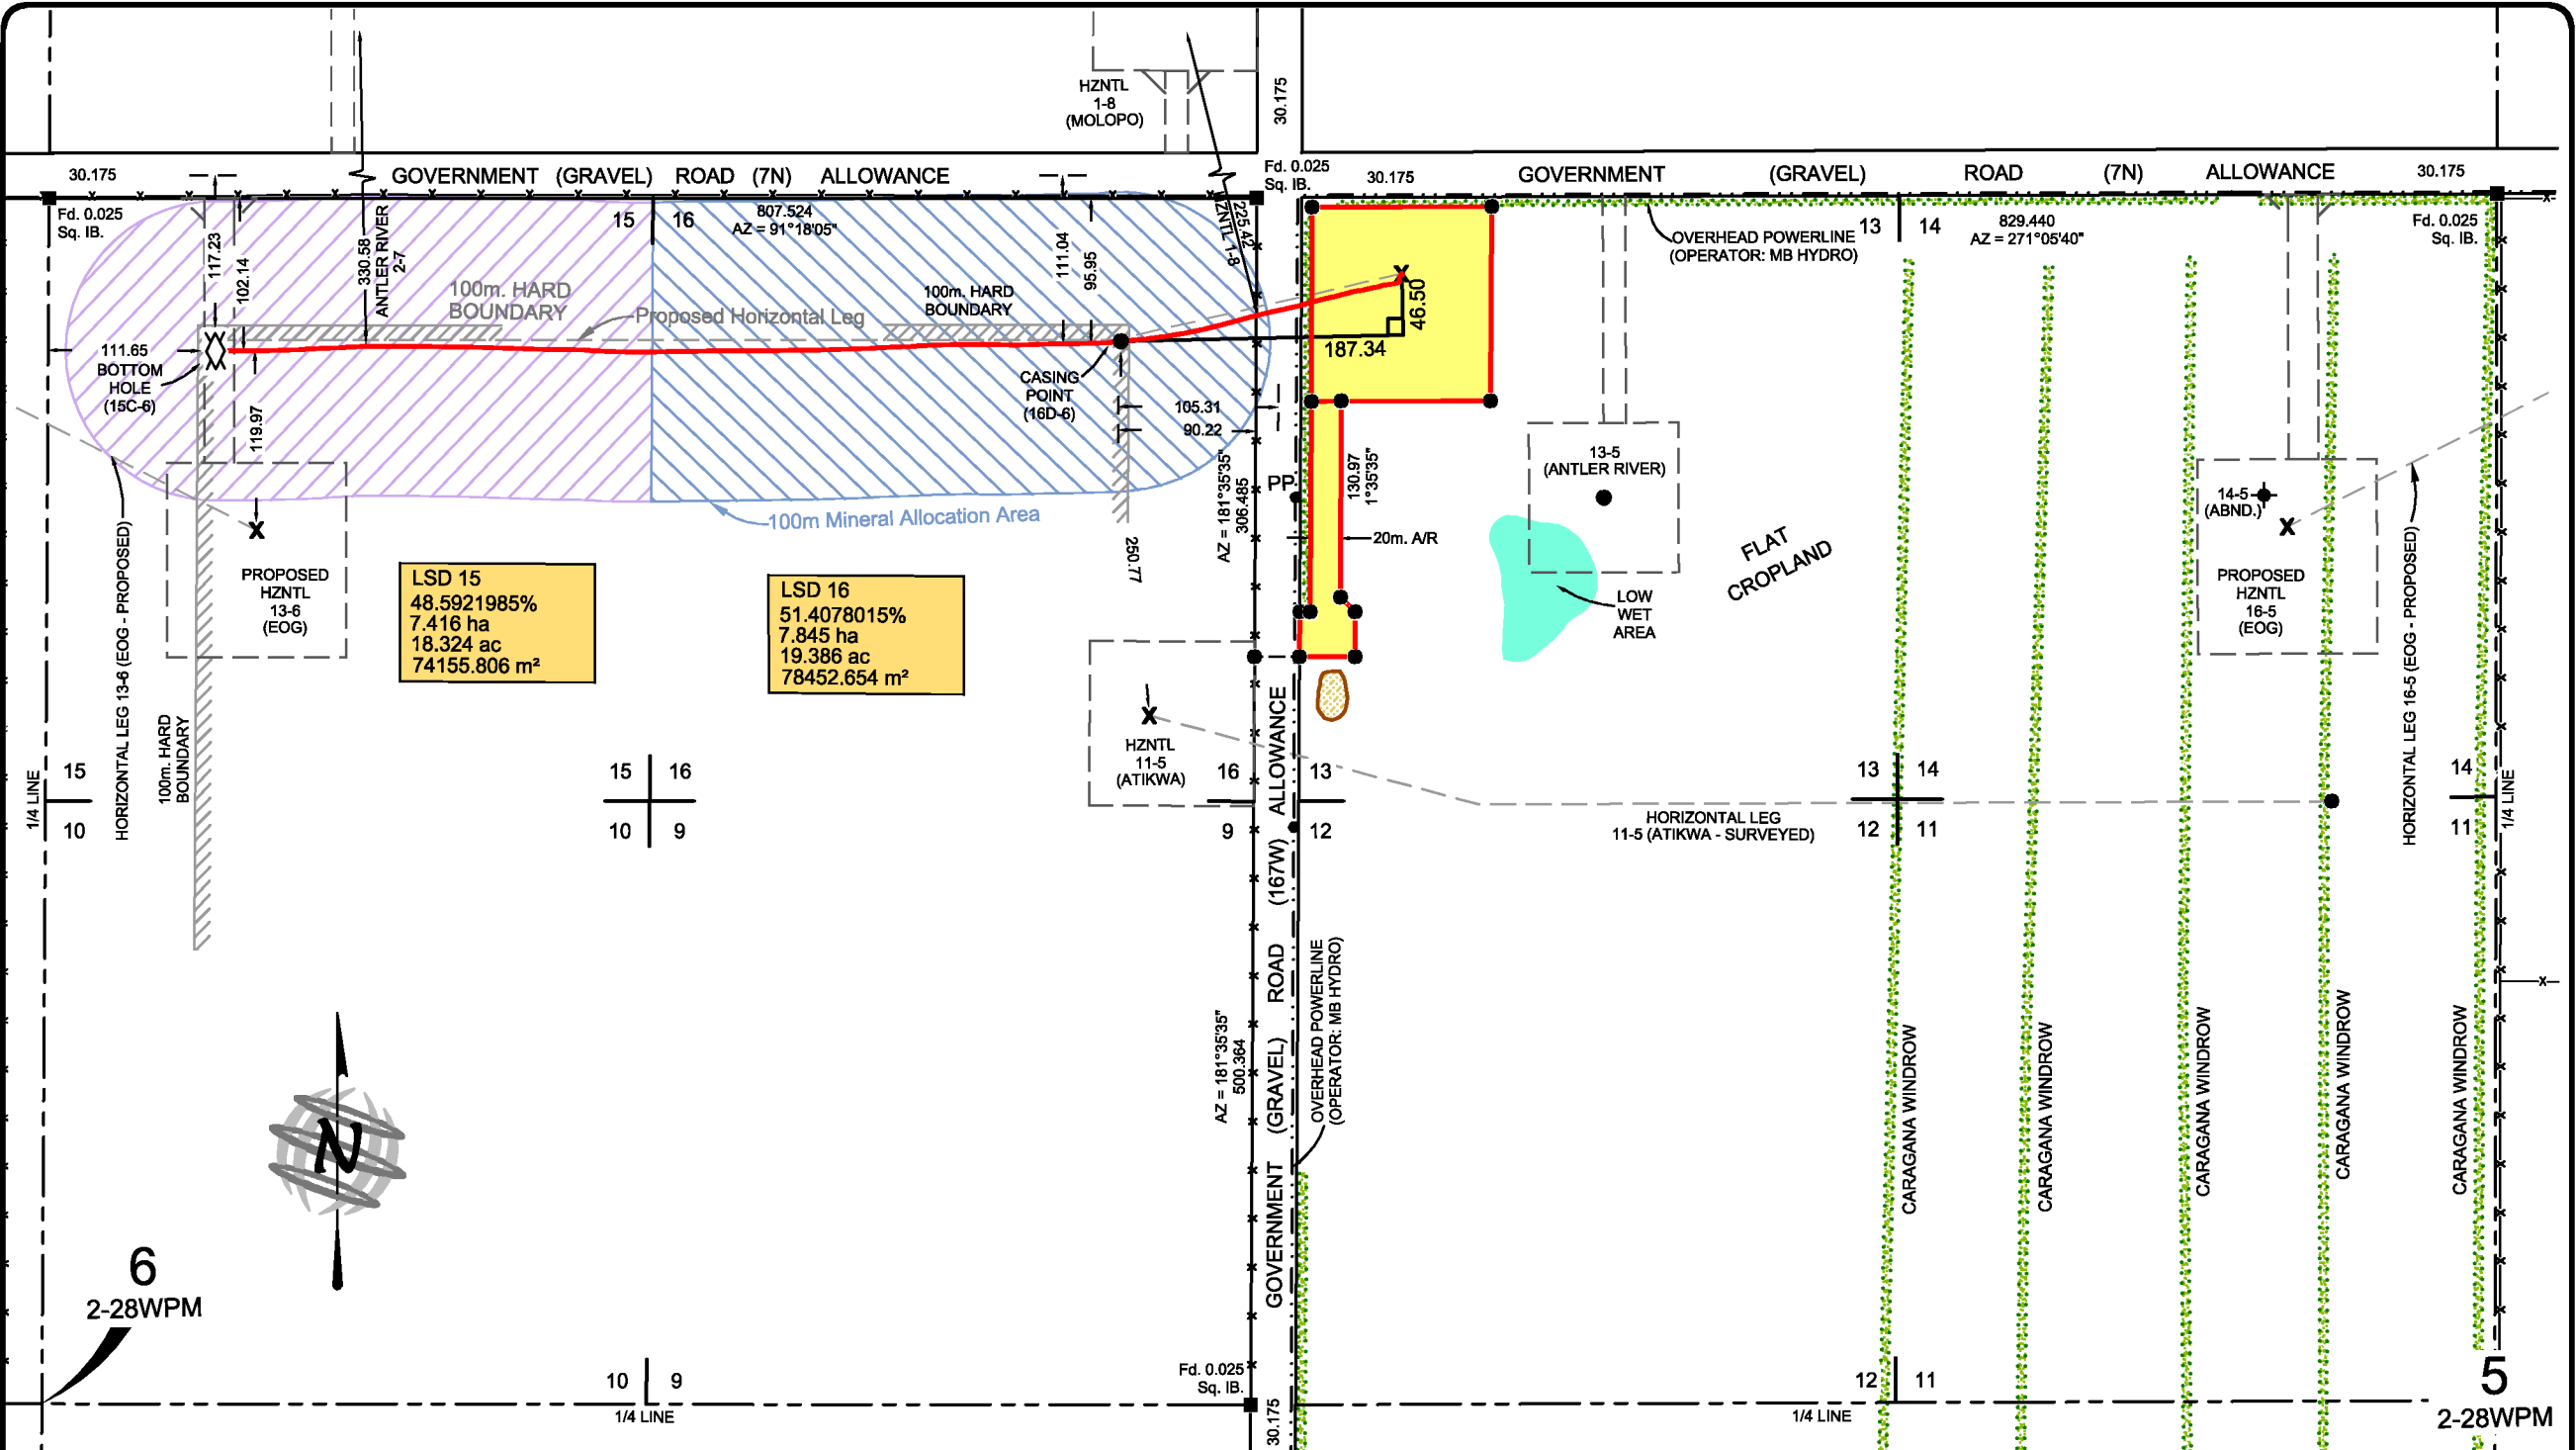 HZNTL
1-8
(MOLOPO)
30.175
30.175
GOVERNMENT (GRAVEL) ROAD (7N) ALLOWANCE
Fd. 0.025
Sq. IB.
30.175
GOVERNMENT (GRAVEL) ROAD (7N) ALLOWANCE
30.175
Fd. 0.025
Sq. IB.
15 16
807.524
AZ = 91°18'05"
225.42
HZNTL 1-8
117.23
102.14
330.58
ANTLER RIVER
2-7
111.04
95.95
OVERHEAD POWERLINE
(OPERATOR: MB HYDRO)
13 14
829.440
AZ = 271°05'40"
Fd. 0.025
Sq. IB.
100m. HARD
BOUNDARY
Proposed Horizontal Leg
100m. HARD
BOUNDARY
X
46.50
187.34
111.65
BOTTOM
HOLE
(15C-6)
119.97
CASING
POINT
(16D-6)
105.31
90.22
AZ = 181°35'35"
306.485
PP
130.97
1°35'35"
20m. A/R
13-5
(ANTLER RIVER)
14-5
(ABND.)
X
X
100m Mineral Allocation Area
250.77
FLAT
CROPLAND
LOW
WET
AREA
PROPOSED
HZNTL
13-6
(EOG)
LSD 15
48.5921985%
7.416 ha
18.324 ac
74155.806 m²
LSD 16
51.4078015%
7.845 ha
19.386 ac
78452.654 m²
PROPOSED
HZNTL
16-5
(EOG)
HORIZONTAL LEG 13-6 (EOG - PROPOSED)
100m. HARD
BOUNDARY
HORIZONTAL LEG 16-5 (EOG - PROPOSED)
X
HZNTL
11-5
(ATIKWA)
1/4 LINE
15
10
15 16
10 9
16 13
9 12
13 14
12 11
14
11
1/4 LINE
HORIZONTAL LEG
11-5 (ATIKWA - SURVEYED)
GOVERNMENT (GRAVEL) ROAD (167W) ALLOWANCE
AZ = 181°35'35"
500.364
OVERHEAD POWERLINE
(OPERATOR: MB HYDRO)
CARAGANA WINDROW
CARAGANA WINDROW
CARAGANA WINDROW
CARAGANA WINDROW
CARAGANA WINDROW
N
6
2-28WPM
10 9
1/4 LINE
Fd. 0.025
Sq. IB.
30.175
12 11
1/4 LINE
5
2-28WPM